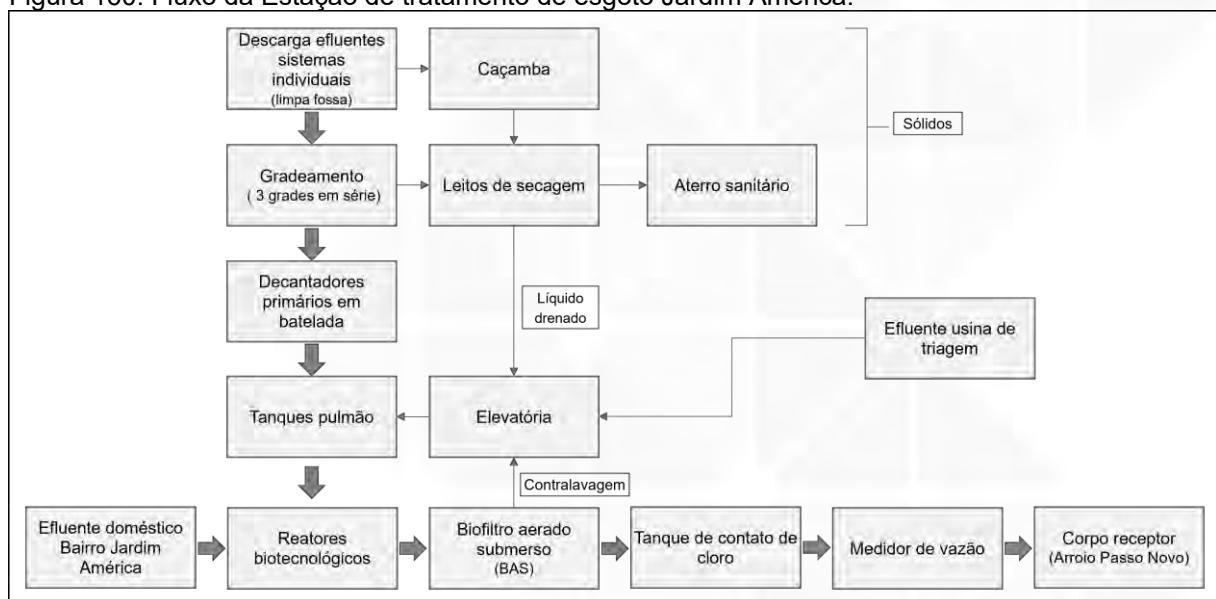 Figura 160: Fluxo da Estação de tratamento de esgoto Jardim América.
Descarga efluentes
sistemas
individuais
(limpa fossa)
Caçamba
Sólidos
Gradeamento
( 3 grades em série)
Leitos de secagem
Aterro sanitário
Decantadores
primários em
batelada
Líquido
drenado
Efluente usina de
triagem
Tanques pulmão
Elevatória
Contralavagem
Efluente doméstico
Bairro Jardim
América
Reatores
biotecnológicos
Biofiltro aerado
submerso
(BAS)
Tanque de contato de
cloro
Medidor de vazão
Corpo receptor
(Arroio Passo Novo)